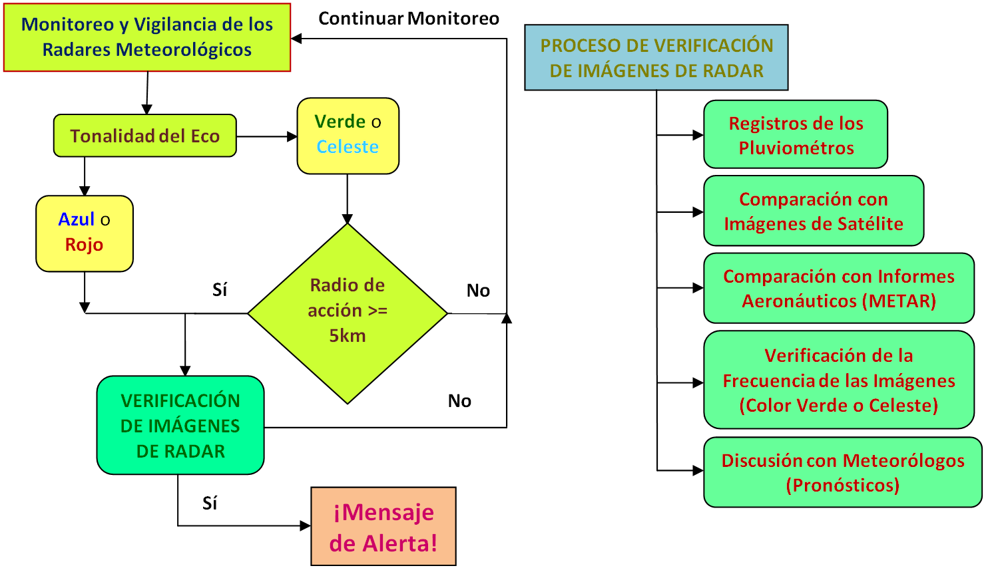 Monitoreo y Vigilancia de los
Radares Meteorológicos
Continuar Monitoreo
Tonalidad del Eco
Verde o
Celeste
Azul o
Rojo
Sí
Radio de
acción >=
5km
No
VERIFICACIÓN
DE IMÁGENES
DE RADAR
No
Sí
¡Mensaje
de Alerta!
PROCESO DE VERIFICACIÓN
DE IMÁGENES DE RADAR
Registros de los
Pluviométros
Comparación con
Imágenes de Satélite
Comparación con Informes
Aeronáuticos (METAR)
Verificación de la
Frecuencia de las Imágenes
(Color Verde o Celeste)
Discusión con Meteorólogos
(Pronósticos)